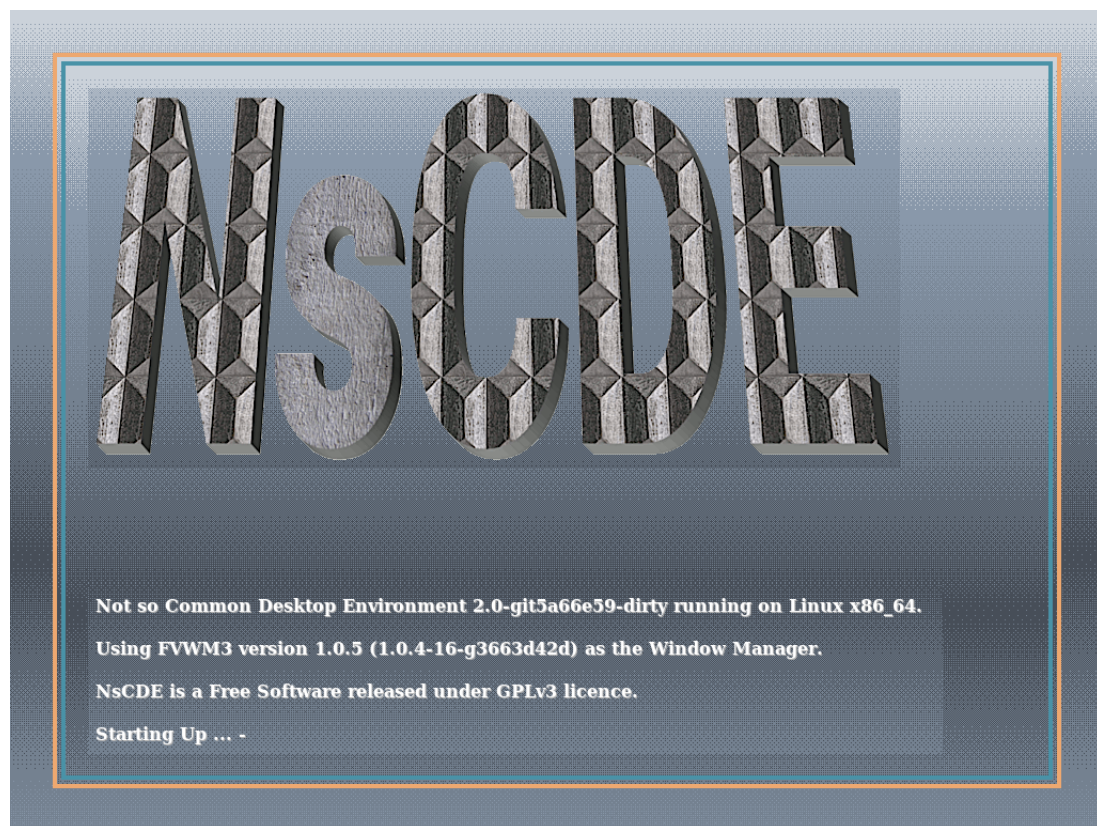 NsCDE
Not so Common Desktop Environment 2.0-git5a66e59-dirty running on Linux x86_64.
Using FVWM3 version 1.0.5 (1.0.4-16-g3663d42d) as the Window Manager.
NsCDE is a Free Software released under GPLv3 licence.
Starting Up ... -